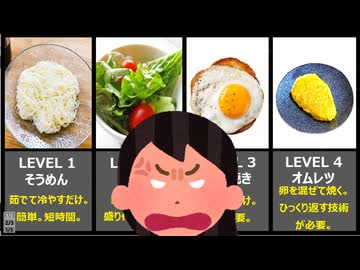 LEVEL 1
そうめん
茹でて冷やすだけ。
簡単。短時間。
L
盛り
3
き
け。
LEVEL 4
オムレツ
卵を混ぜて焼く。
ひっくり返す技術
が必要。